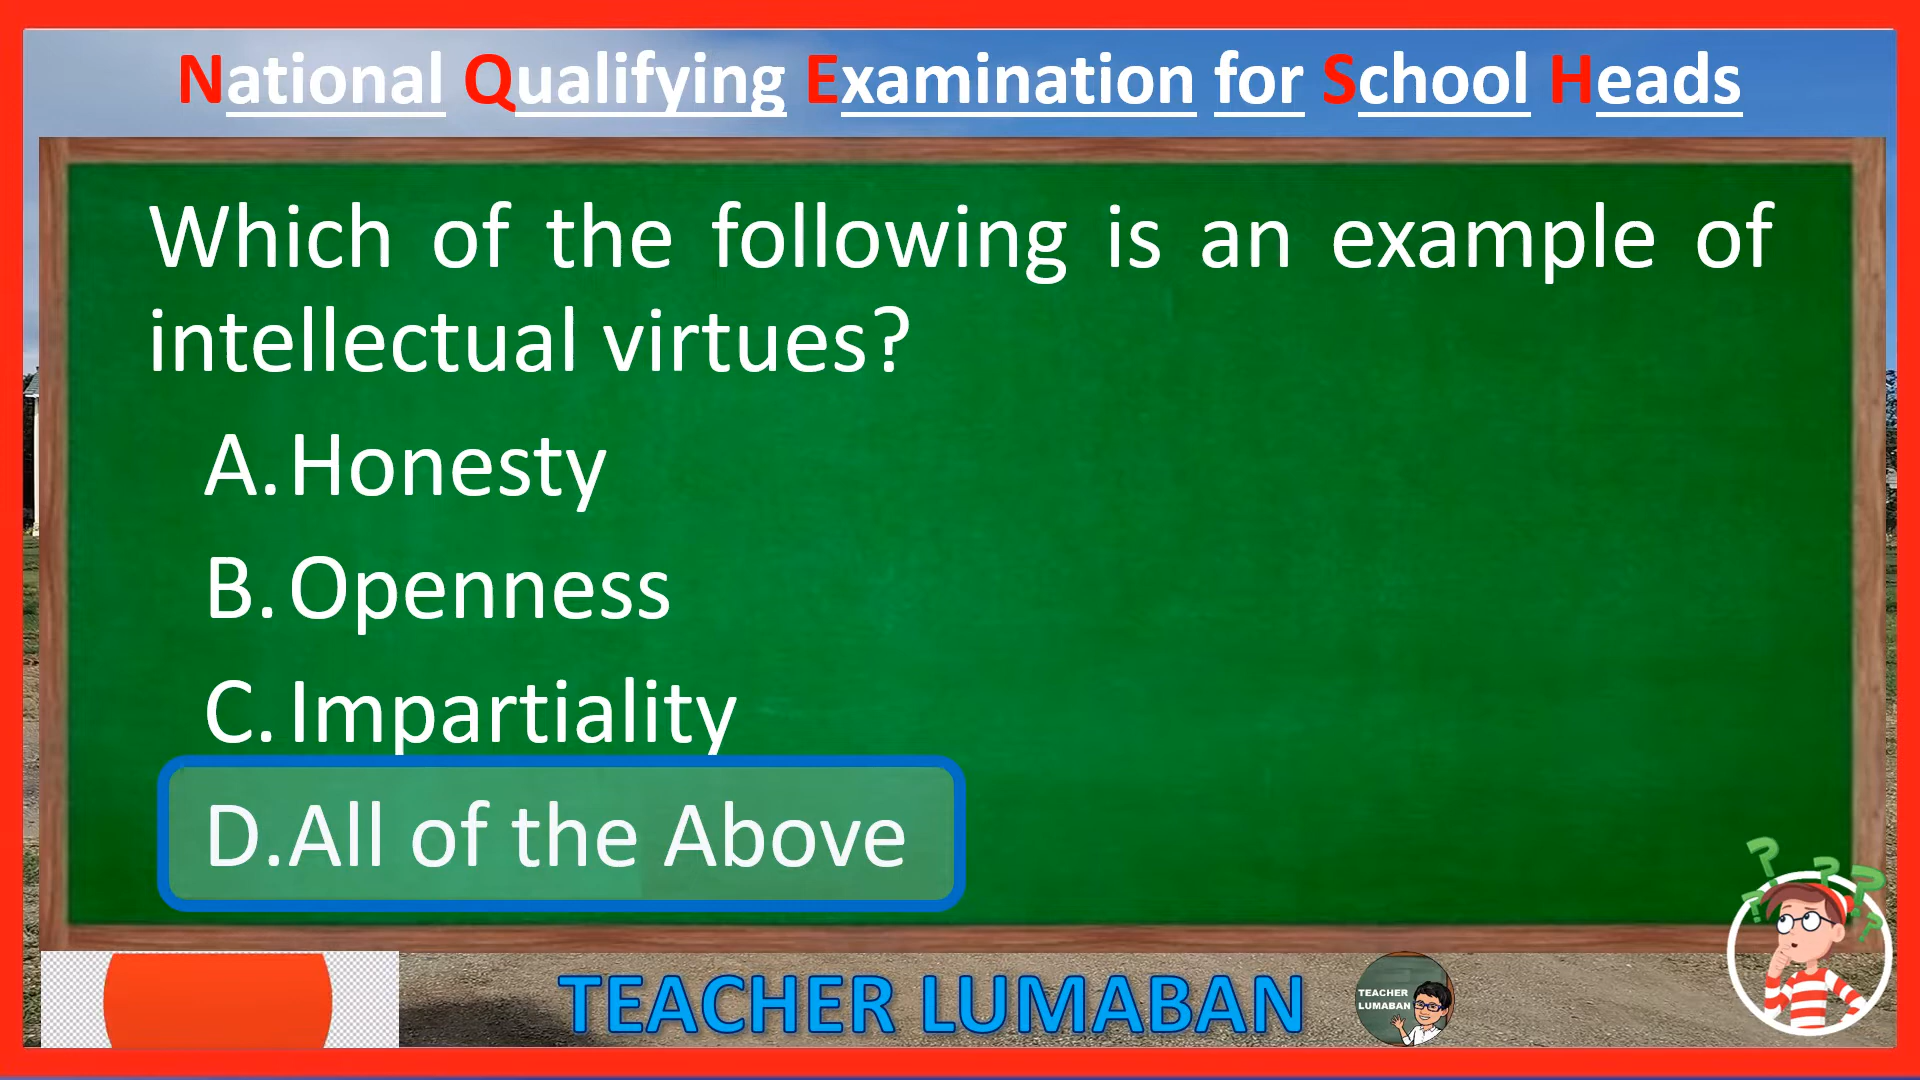 National Qualifying Examination for School Heads
Which of the following is an example of
intellectual virtues?
A. Honesty
B. Openness
C. Impartiality
D. All of the Above
TEACHER LUMABAN
TEACHER
LUMABAN